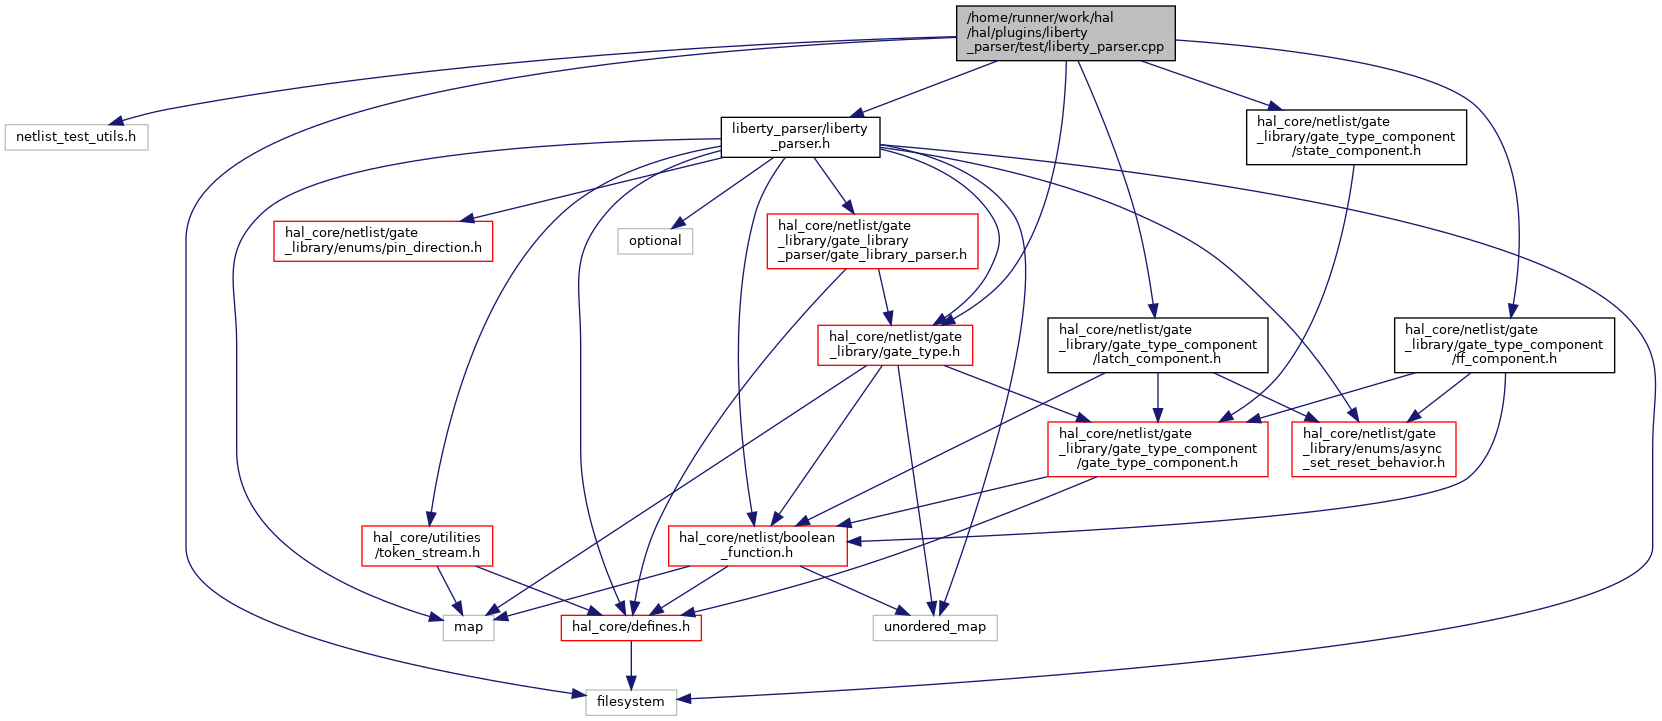 /home/runner/work/hal
/hal/plugins/liberty
_parser/test/liberty_parser.cpp
netlist_test_utils.h
liberty_parser/liberty
_parser.h
hal_core/netlist/gate
_library/gate_type_component
/state_component.h
hal_core/netlist/gate
_library/enums/pin_direction.h
optional
hal_core/netlist/gate
_library/gate_library
_parser/gate_library_parser.h
hal_core/netlist/gate
_library/gate_type.h
hal_core/netlist/gate
_library/gate_type_component
/latch_component.h
hal_core/netlist/gate
_library/gate_type_component
/ff_component.h
hal_core/netlist/gate
_library/gate_type_component
/gate_type_component.h
hal_core/netlist/gate
_library/enums/async
_set_reset_behavior.h
hal_core/utilities
/token_stream.h
hal_core/netlist/boolean
_function.h
map
hal_core/defines.h
unordered_map
filesystem